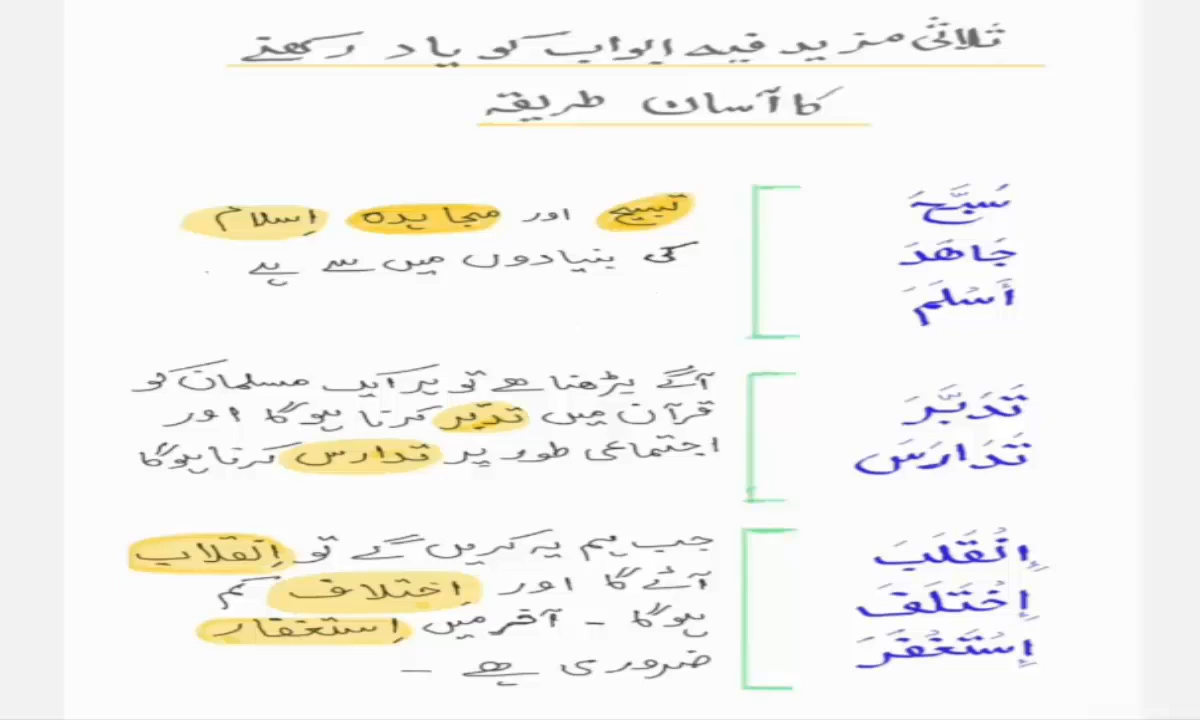 ثلاثی مزید فیہ ابواب کو یاد رکھنے
کا آسان طریقہ
سَبَّحَ
جَاهَدَ
أَسْلَمَ
تسبیح اور مجاہدہ اِسلام
کی بنیادوں میں سے ہے ۔
تَدَبَّرَ
تَدَارَسَ
آگے بڑھنا ہے تو ہر ایک مسلمان کو
قرآن میں تدبّر کرنا ہوگا اور
اجتماعی طور پر تدارس کرنا ہوگا
إِنْقَلَبَ
إِخْتَلَفَ
إِسْتَغْفَرَ
جب ہم یہ کریں گے تو اِنقلاب
آئے گا اور اِختلاف کم
ہوگا ۔ آخر میں اِستغفار
ضروری ہے ۔